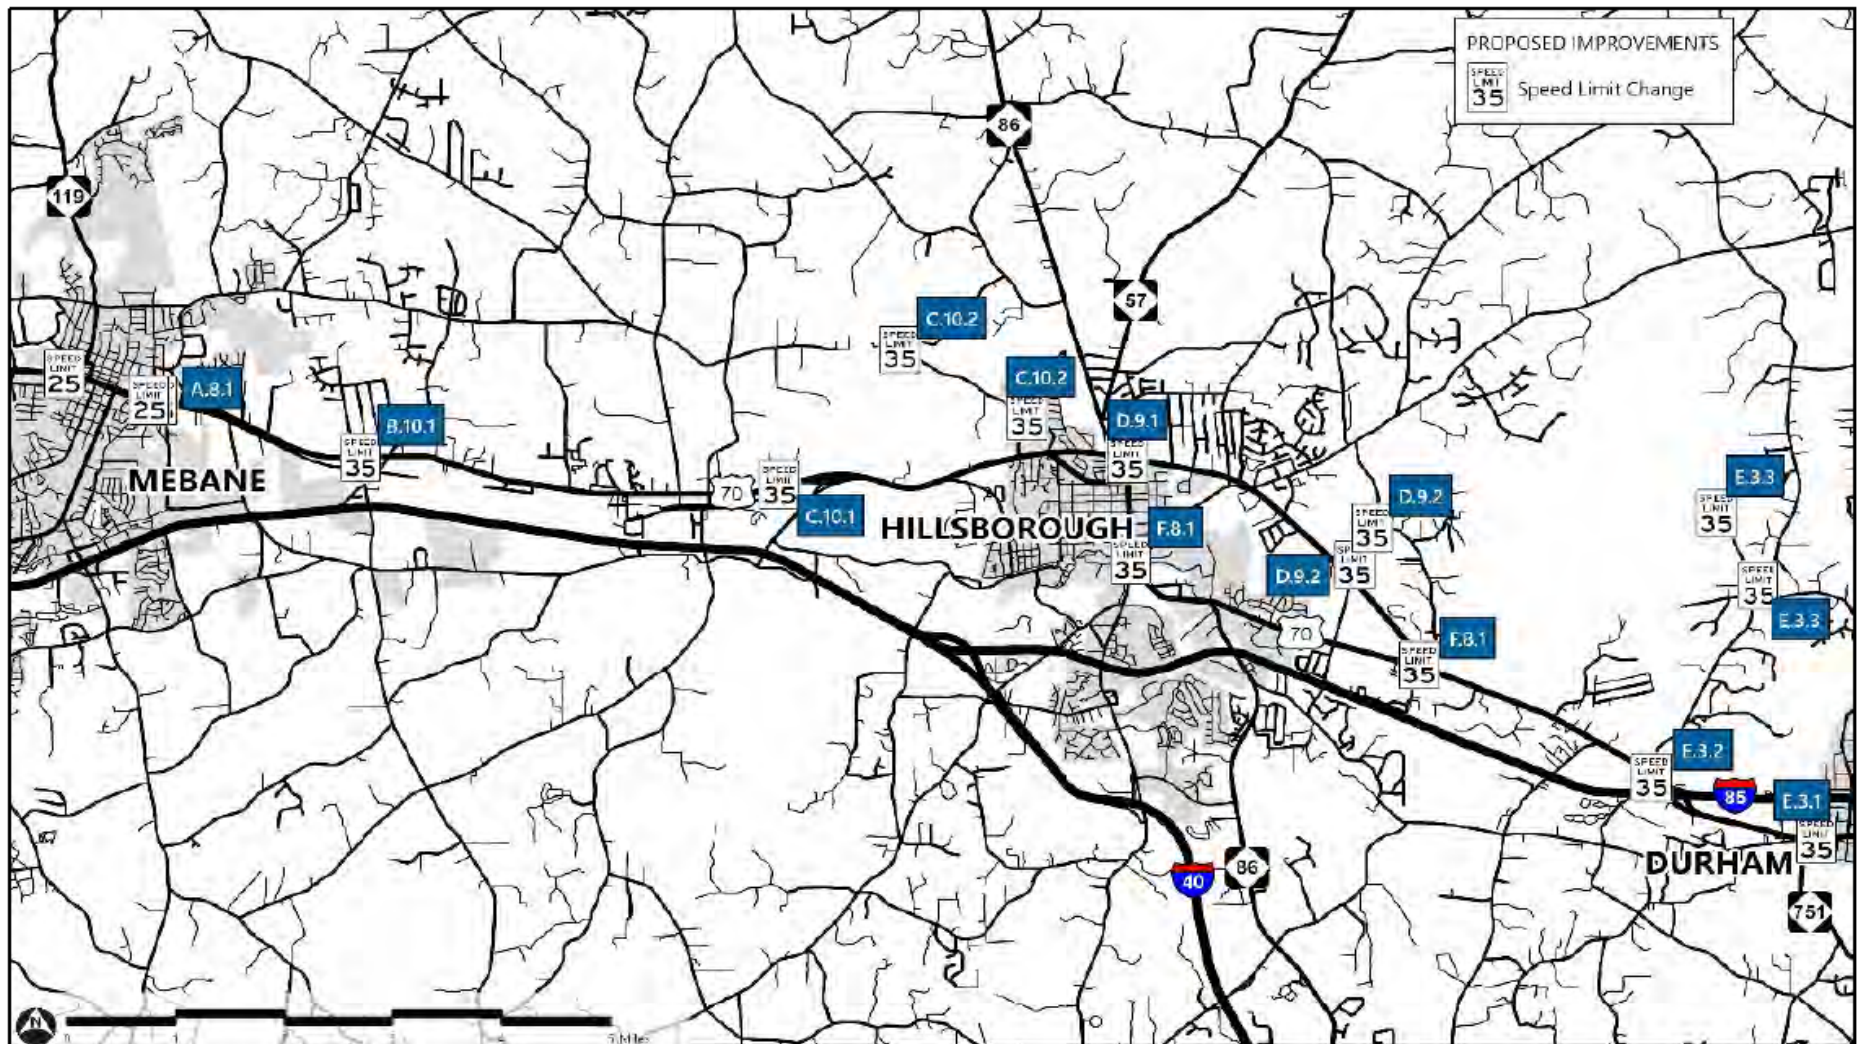 PROPOSED IMPROVEMENTS
SPEED
LIMIT
35
Speed Limit Change
86
119
57
C.10.2
SPEED
LIMIT
35
SPEED
LIMIT
25
SPEED
LIMIT
25
A.8.1
C.10.2
SPEED
LIMIT
35
B.10.1
D.9.1
SPEED
LIMIT
35
SPEED
LIMIT
35
MEBANE
70
SPEED
LIMIT
35
C.10.1
HILLSBOROUGH
F.8.1
SPEED
LIMIT
35
D.9.2
SPEED
LIMIT
35
D.9.2
SPEED
LIMIT
35
E.3.3
SPEED
LIMIT
35
SPEED
LIMIT
35
E.3.3
70
F.8.1
SPEED
LIMIT
35
E.3.2
SPEED
LIMIT
35
85
E.3.1
SPEED
LIMIT
35
DURHAM
40
86
751
N
5 Miles